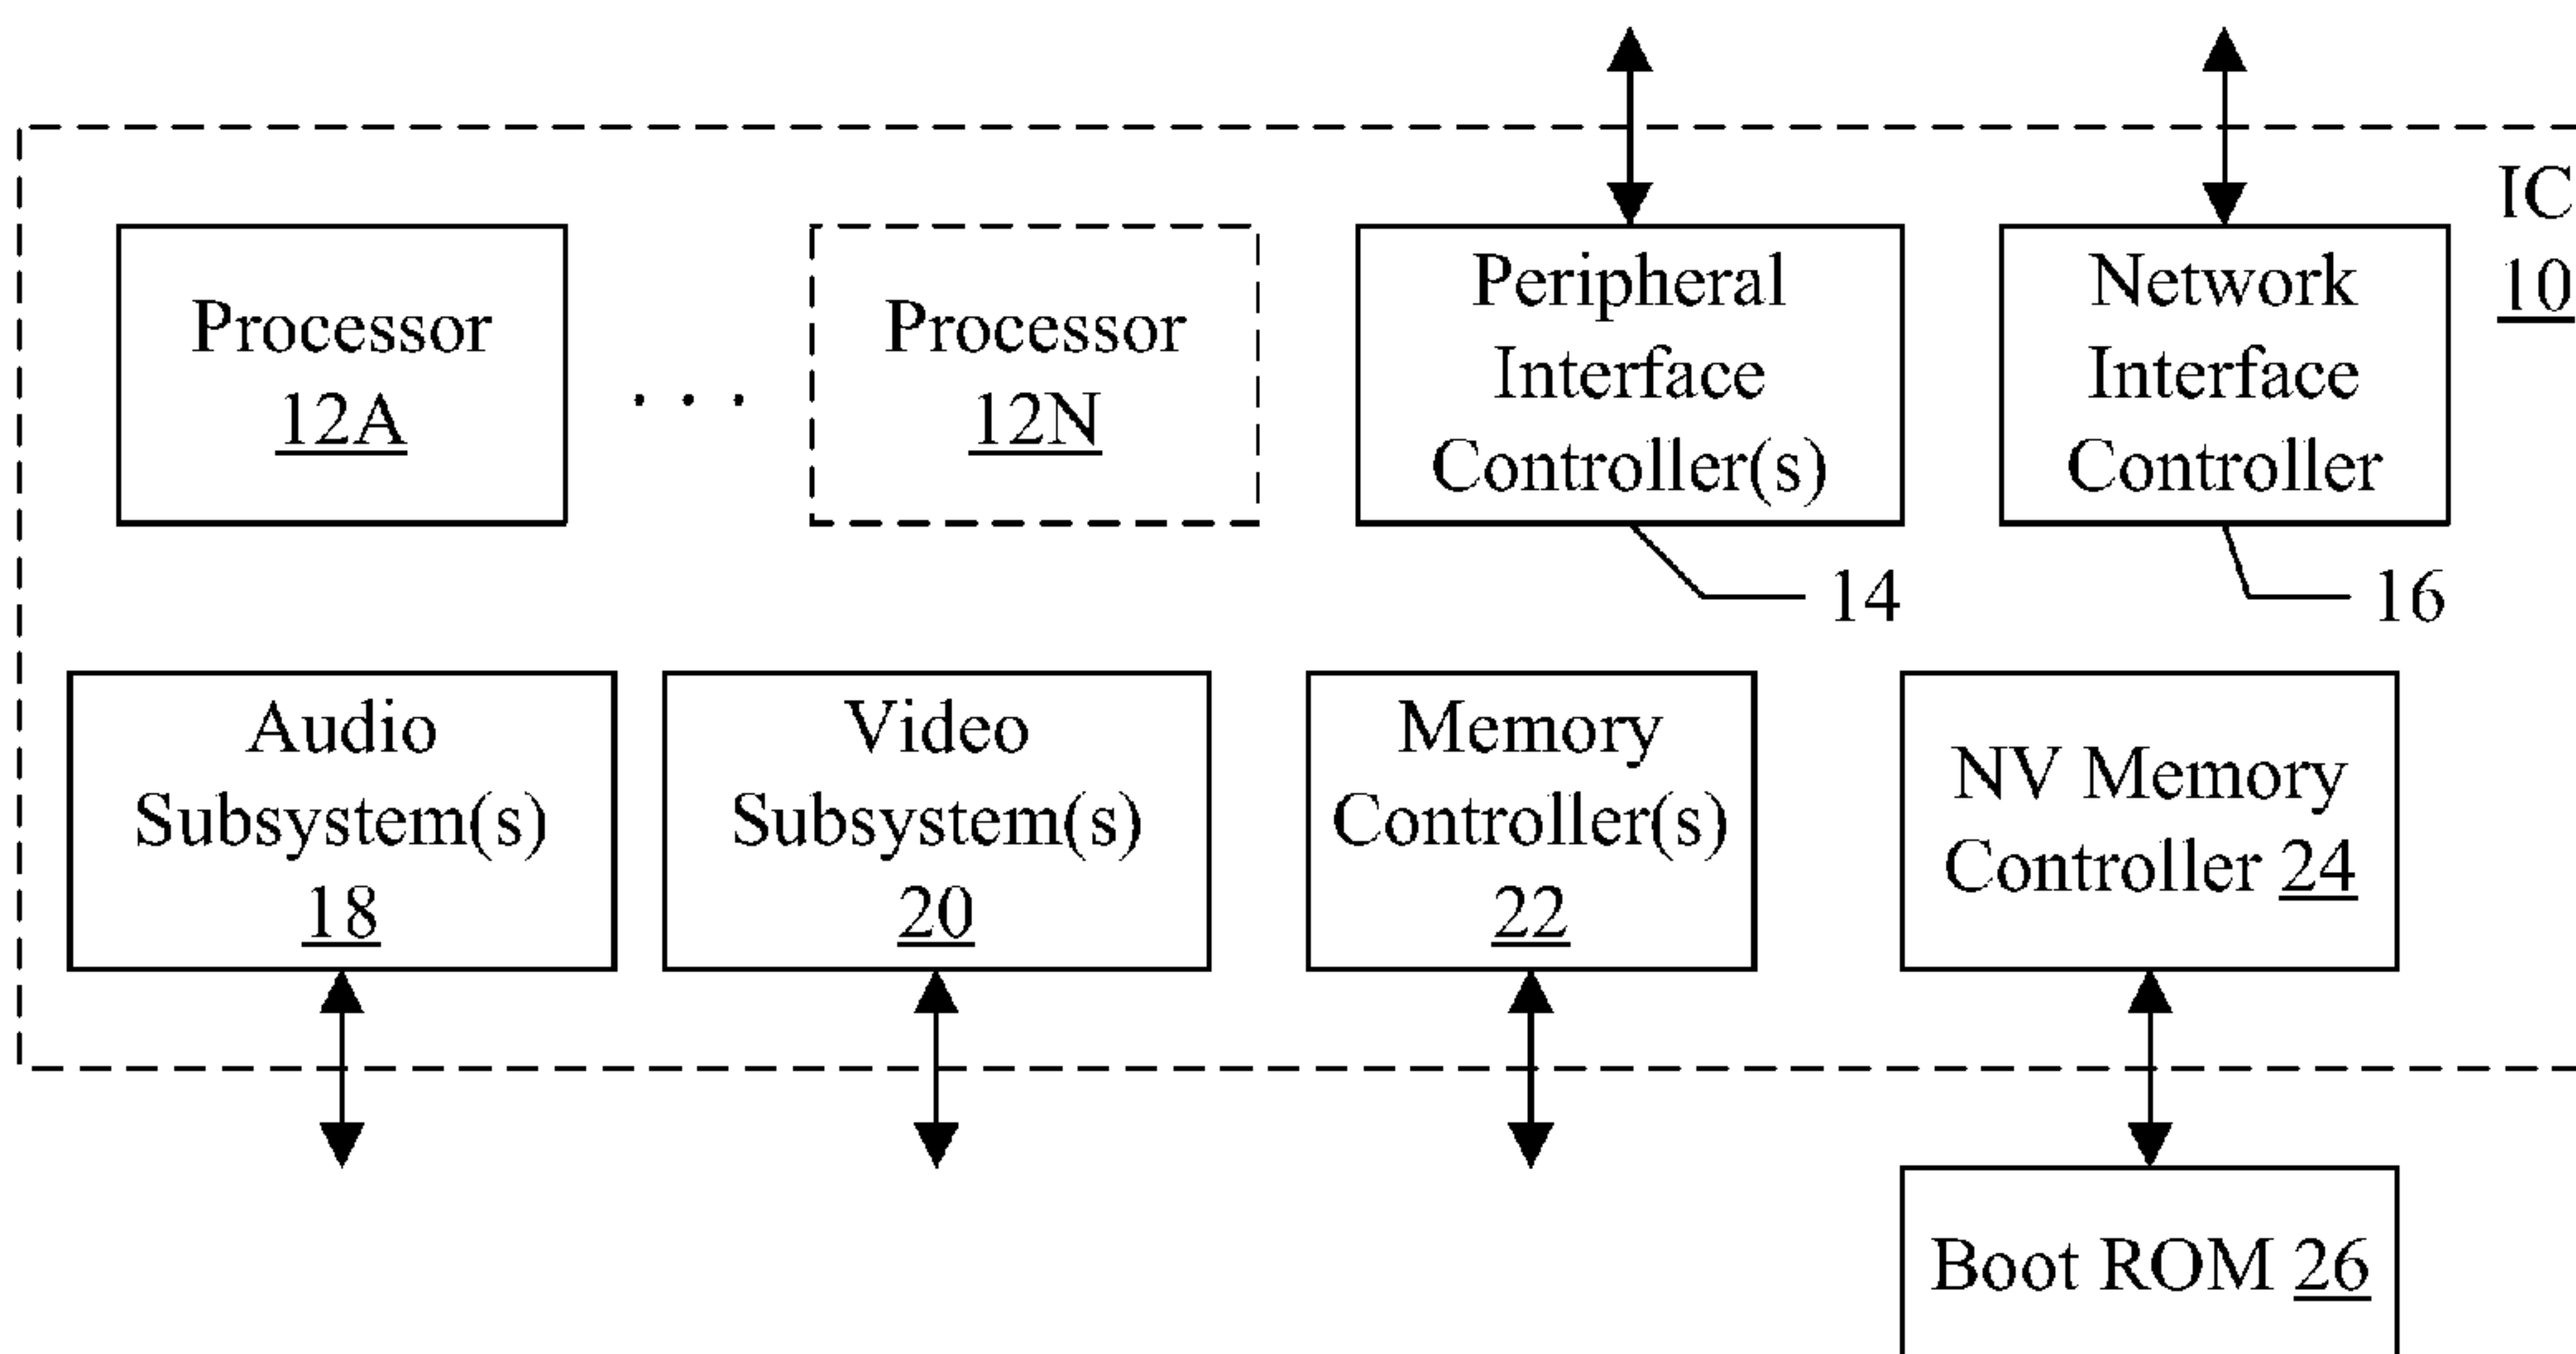 IC
10
Processor
12A
. . .
Processor
12N
Peripheral
Interface
Controller(s)
14
Network
Interface
Controller
16
Audio
Subsystem(s)
18
Video
Subsystem(s)
20
Memory
Controller(s)
22
NV Memory
Controller 24
Boot ROM 26